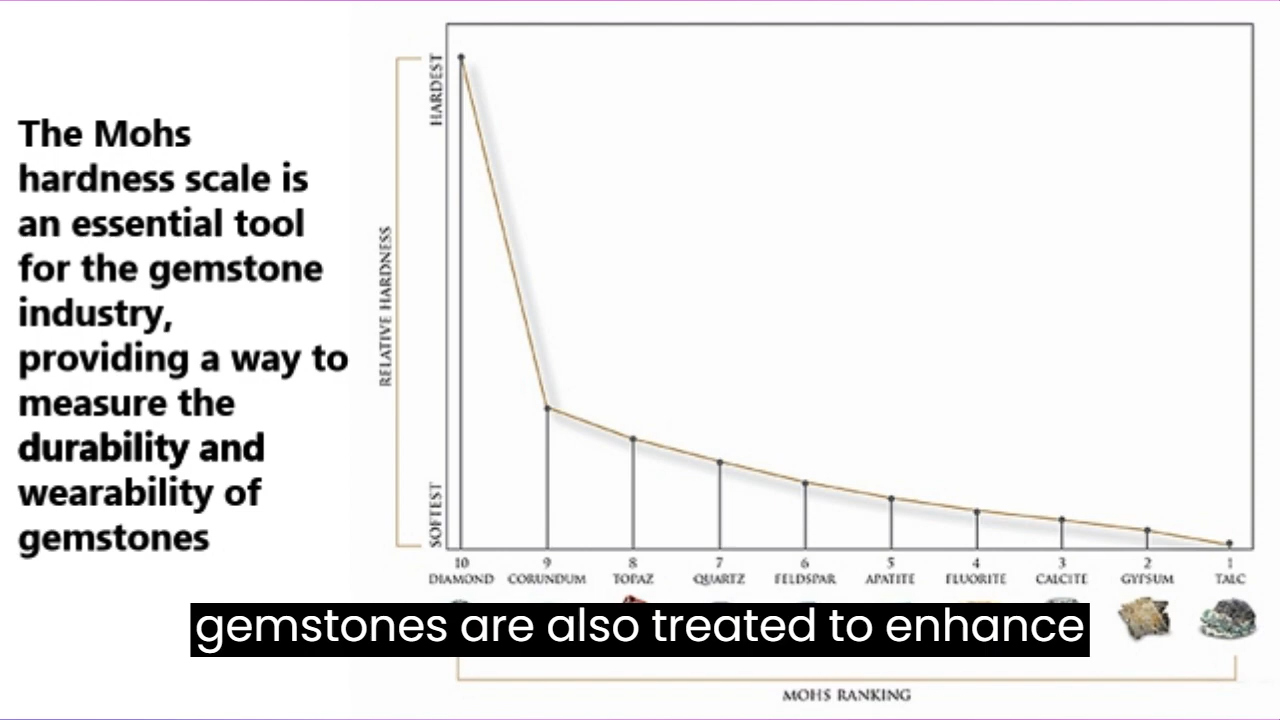 The Mohs
hardness scale is
an essential tool
for the gemstone
industry,
providing a way to
measure the
durability and
wearability of
gemstones
HARDEST
RELATIVE HARDNESS
SOFTEST
10 9 8 7 6 5 4 3 2 1
DIAMOND CORUNDUM TOPAZ QUARTZ FELDSPAR APATITE FLUORITE CALCITE GYPSUM TALC
gemstones are also treated to enhance
MOHS RANKING